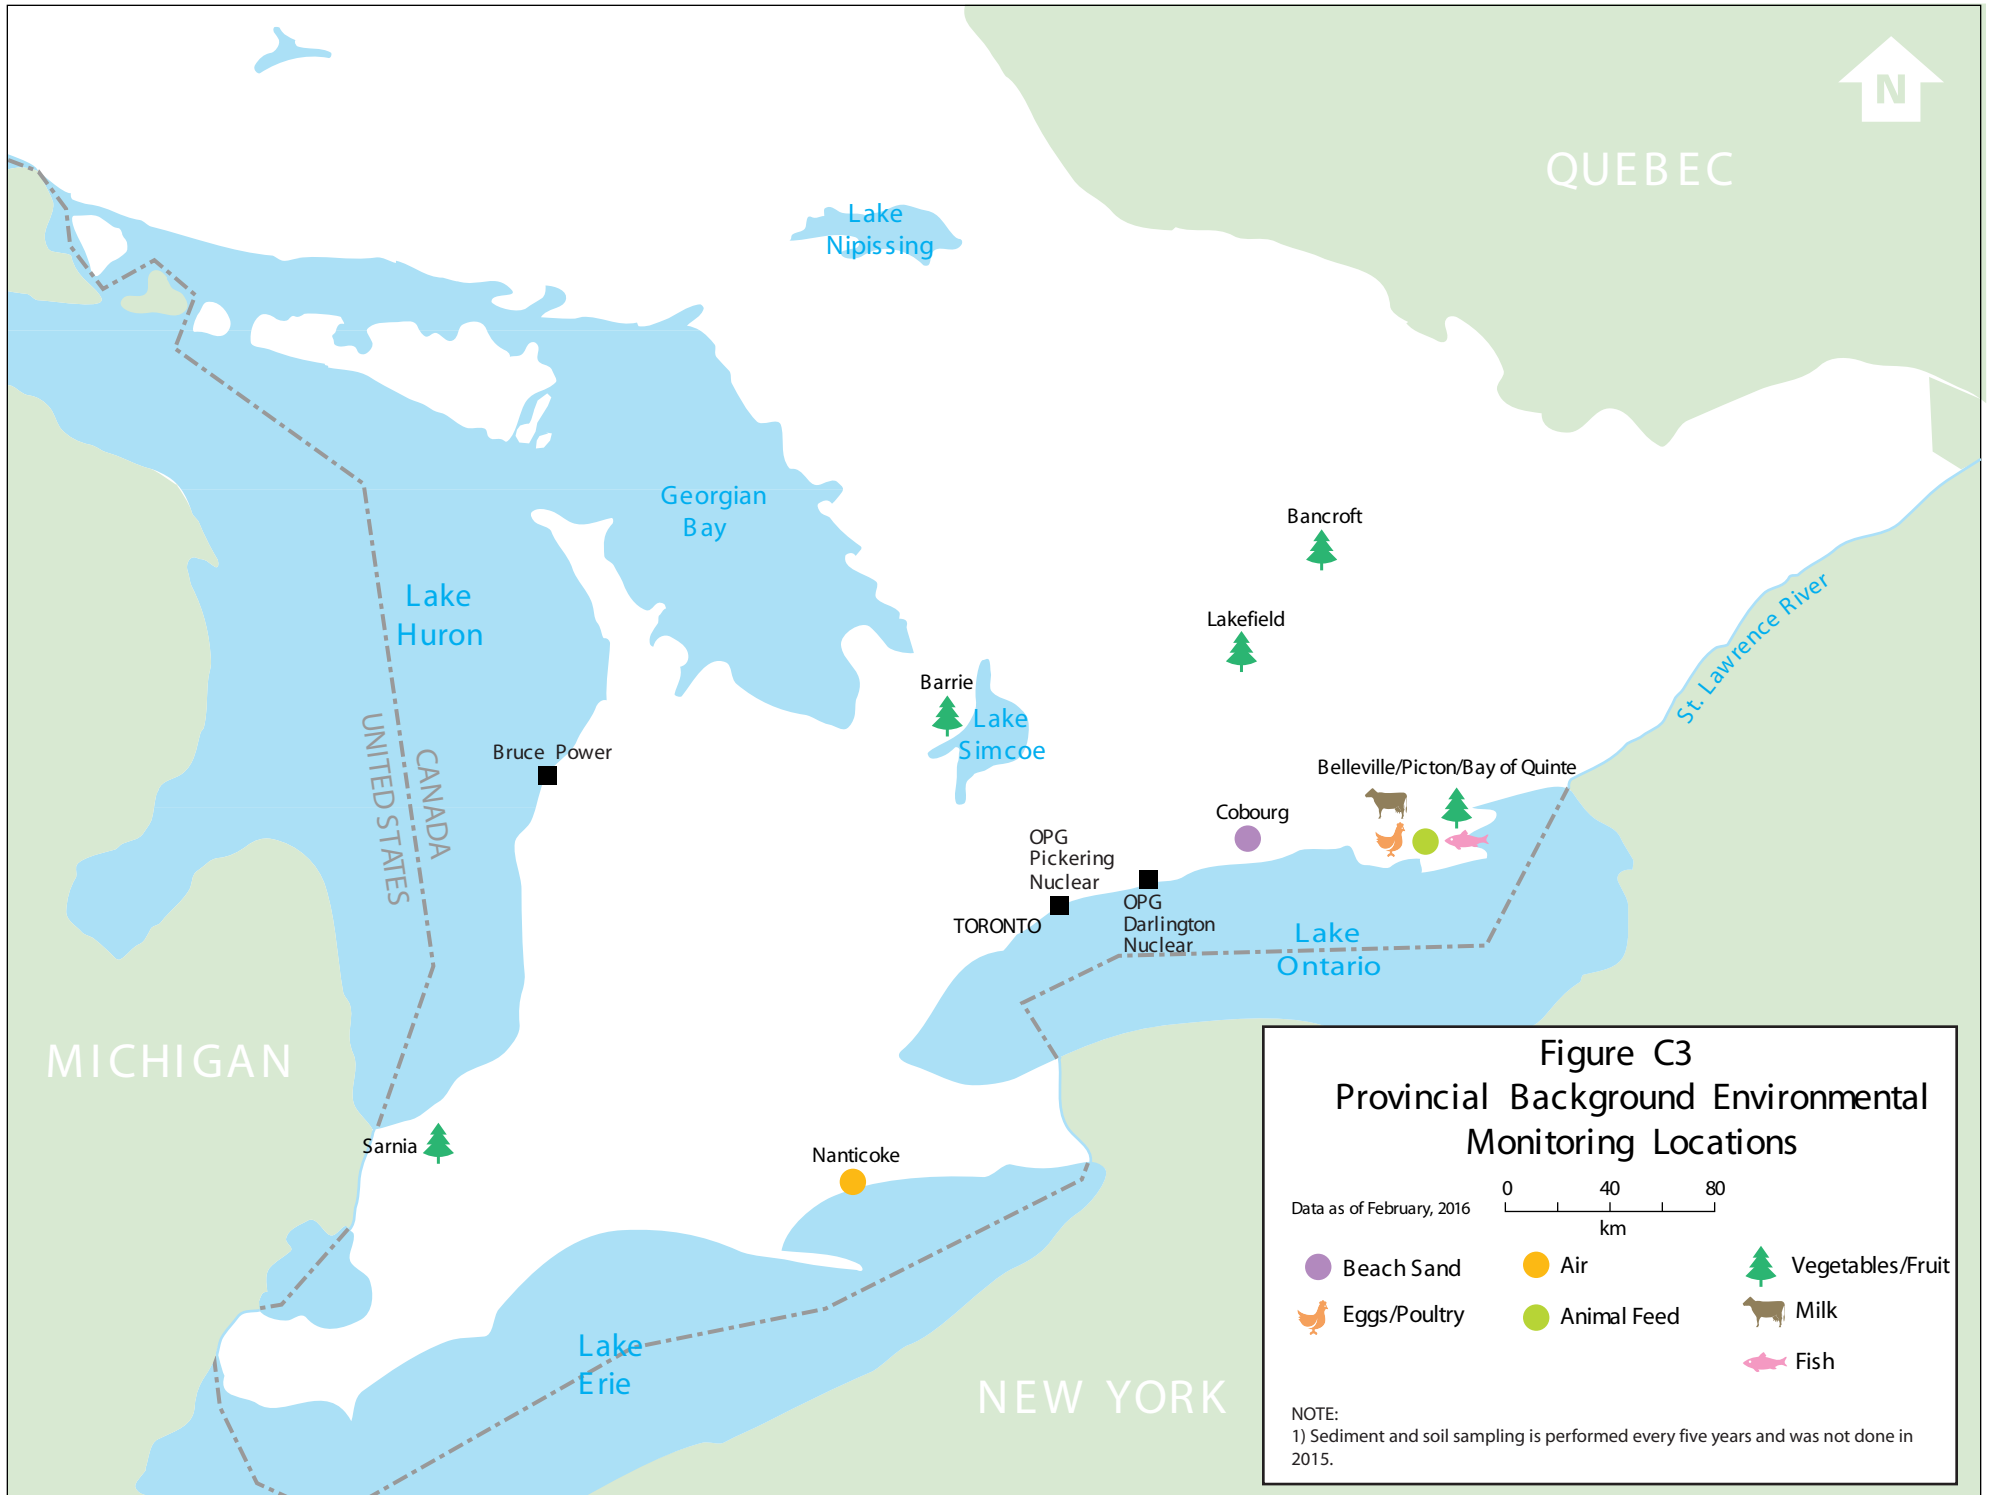 N
QUEBEC
Lake
Nipissing
Georgian
Bay
Bancroft
Lake
Huron
Lakefield
St. Lawrence River
Barrie
Lake
Simcoe
UNITED STATES
CANADA
Bruce Power
Belleville/Picton/Bay of Quinte
Cobourg
OPG
Pickering
Nuclear
TORONTO
OPG
Darlington
Nuclear
Lake
Ontario
MICHIGAN
Sarnia
Nanticoke
Lake
Erie
NEW YORK
Figure C3
Provincial Background Environmental
Monitoring Locations
Data as of February, 2016
0 40 80
km
Beach Sand
Air
Vegetables/Fruit
Eggs/Poultry
Animal Feed
Milk
Fish
NOTE:
1) Sediment and soil sampling is performed every five years and was not done in
2015.